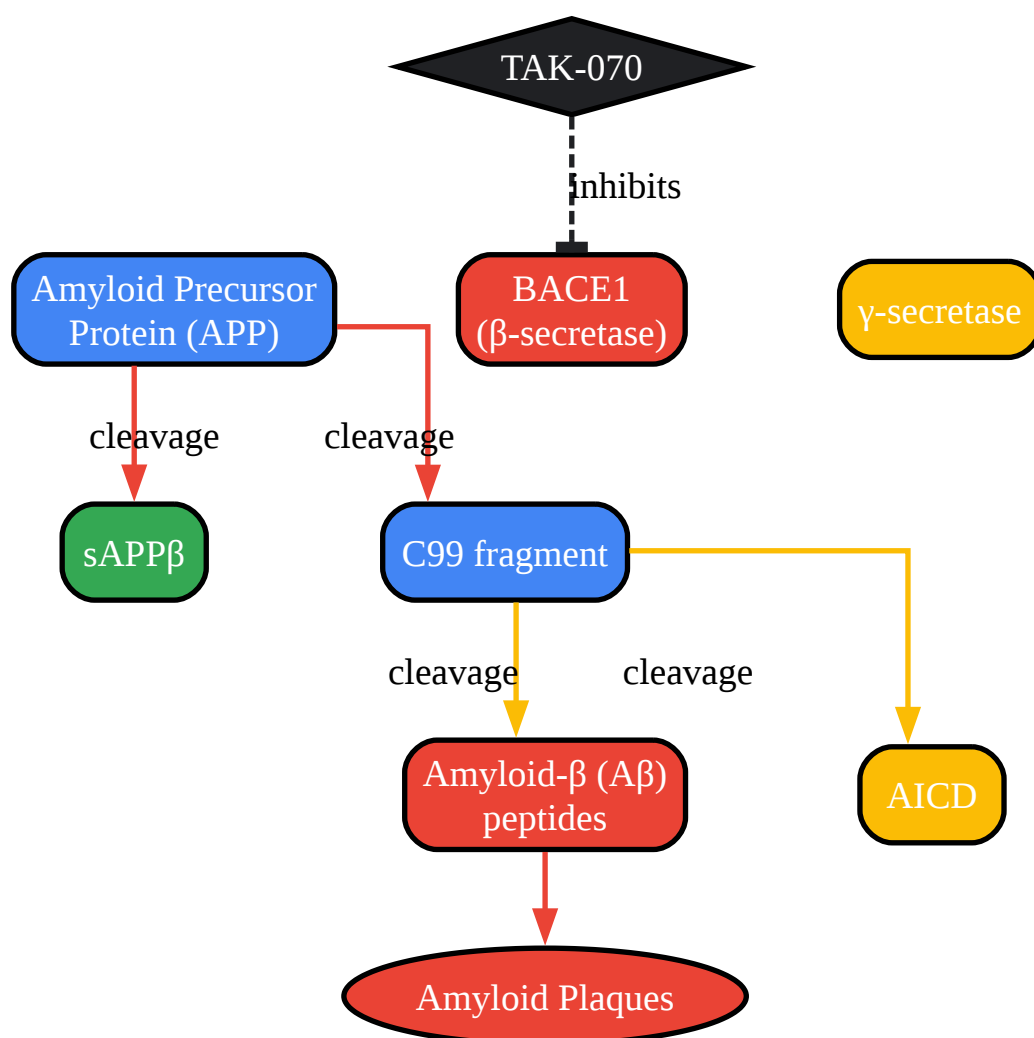 TAK-070
inhibits
Amyloid Precursor
Protein (APP)
BACE1
(β-secretase)
γ-secretase
cleavage
cleavage
sAPPβ
C99 fragment
cleavage
cleavage
Amyloid-β (Aβ)
peptides
AICD
Amyloid Plaques